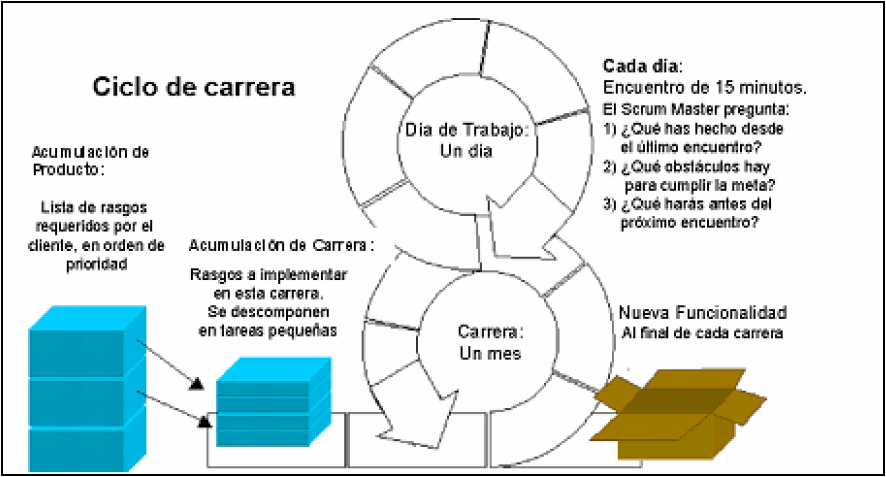 Ciclo de carrera
Acumulación de
Producto:
Lista de rasgos
requeridos por el
cliente, en orden de
prioridad
Acumulación de Carrera:
Rasgos a implementar
en esta carrera.
Se descomponen
en tareas pequeñas
Dia de Trabajo:
Un dia
Carrera:
Un mes
Cada dia:
Encuentro de 15 minutos.
El Scrum Master pregunta:
1) ¿Qué has hecho desde
el último encuentro?
2) ¿Qué obstáculos hay
para cumplir la meta?
3) ¿Qué harás antes del
próximo encuentro?
Nueva Funcionalidad
Al final de cada carrera